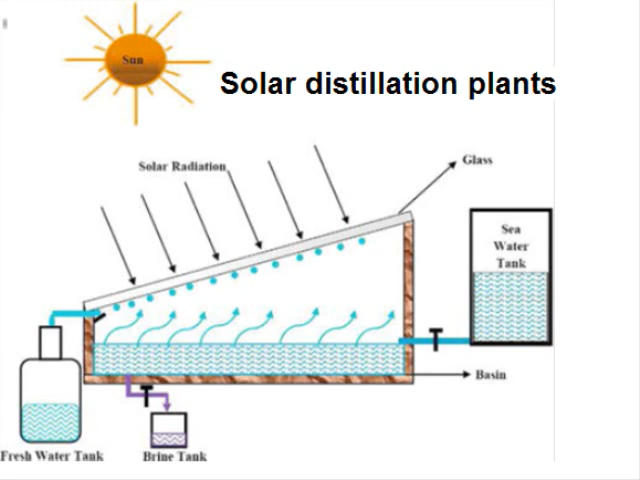 Sun
Solar distillation plants
Solar Radiation
Glass
Sea
Water
Tank
Basin
Fresh Water Tank
Brine Tank